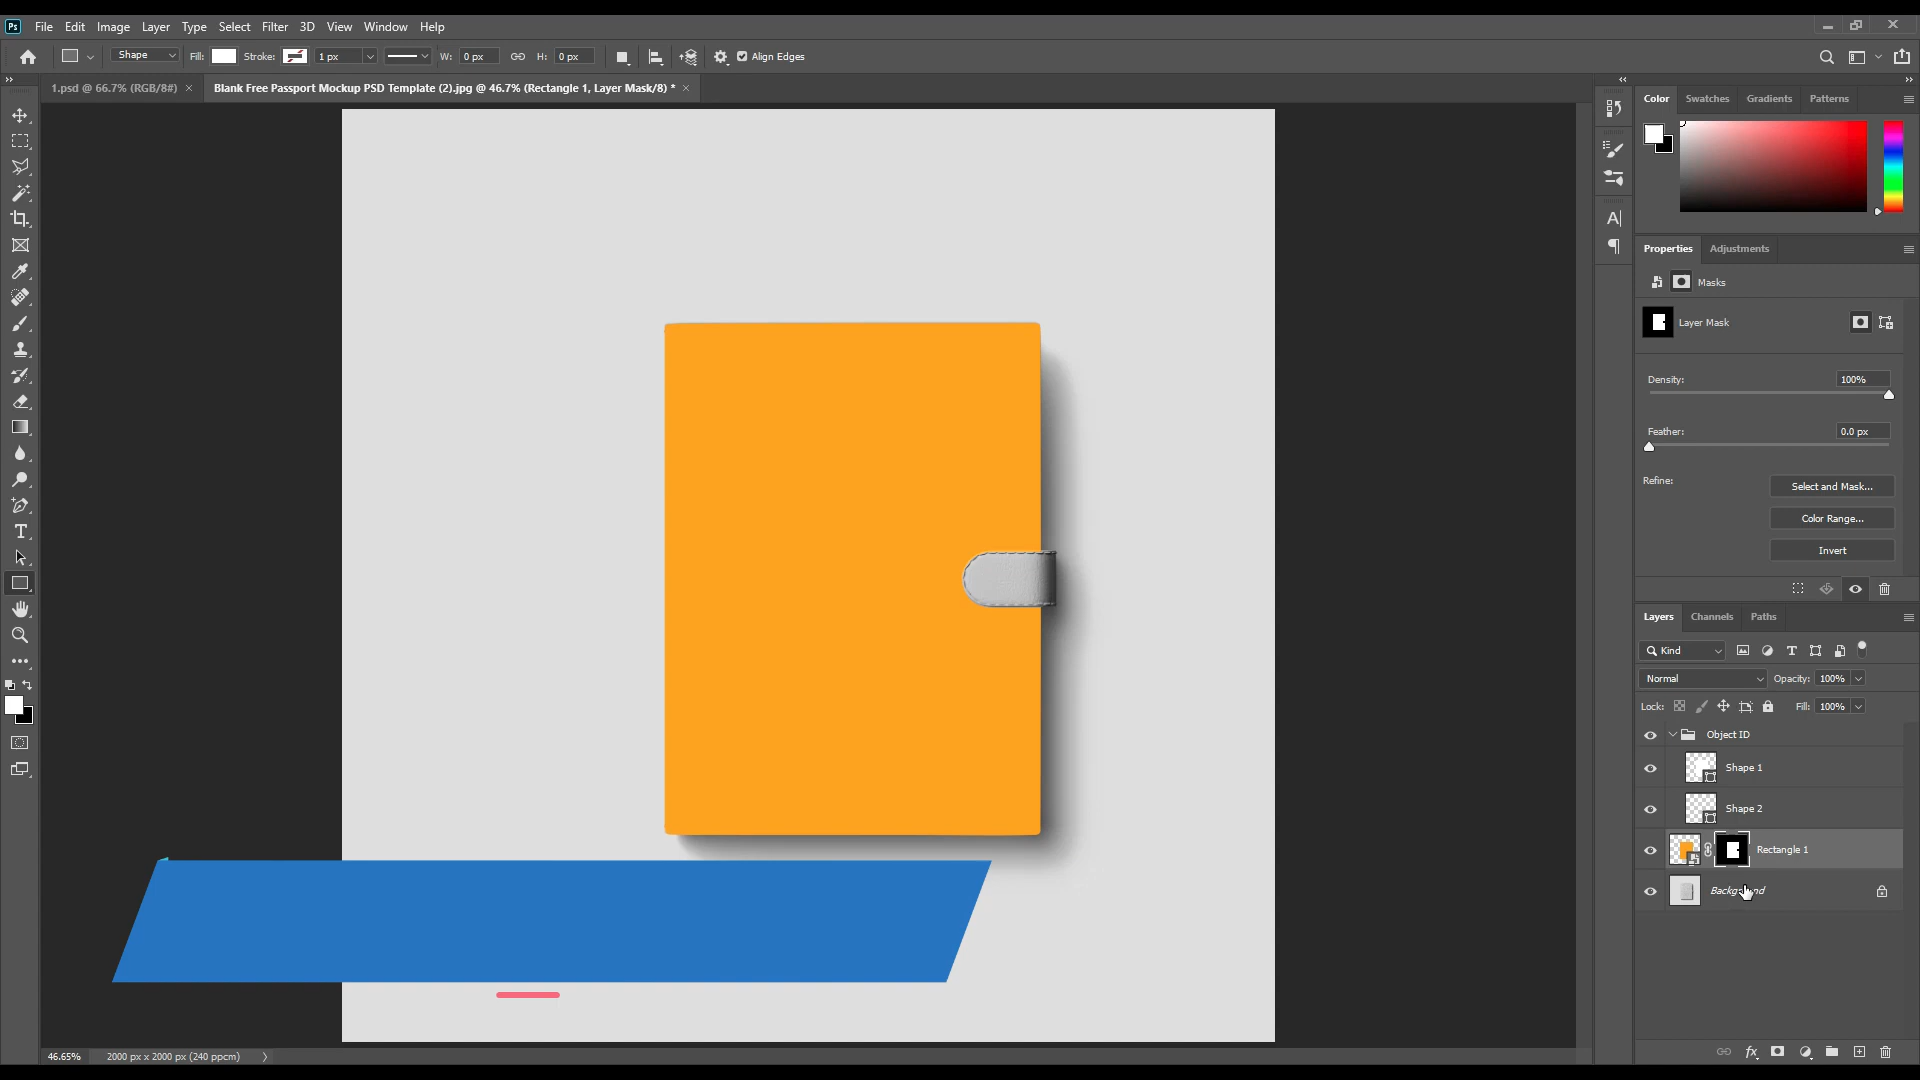 Ps File Edit Image Layer Type Select Filter 3D View Window Help
Shape Fill: Stroke: 1 px W: 0 px H: 0 px Align Edges
1.psd @ 66.7% (RGB/8#) × Blank Free Passport Mockup PSD Template (2).jpg @ 46.7% (Rectangle 1, Layer Mask/8) * ×
Color Swatches Gradients Patterns
Properties Adjustments
Masks
Layer Mask
Density: 100%
Feather: 0.0 px
Refine:
Select and Mask...
Color Range...
Invert
Layers Channels Paths
Kind
Normal Opacity: 100%
Lock: Fill: 100%
Object ID
Shape 1
Shape 2
Rectangle 1
Background
46.65% 2000 px x 2000 px (240 ppcm)